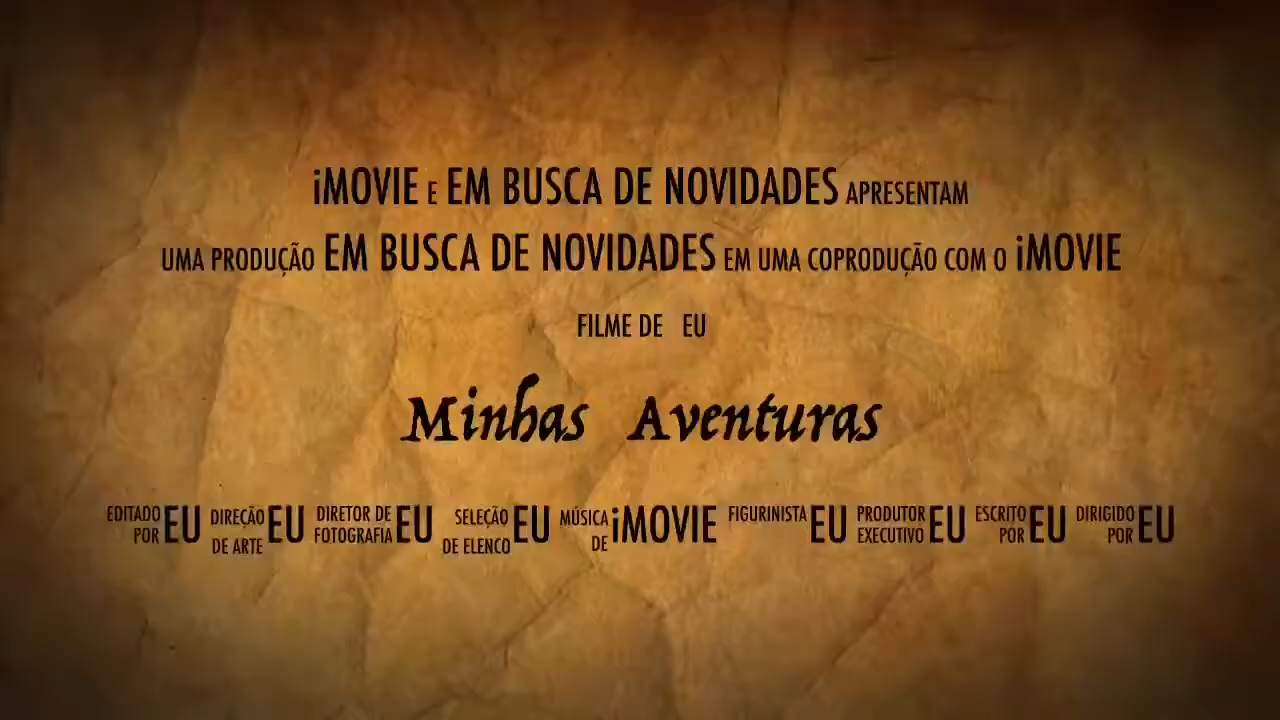 iMOVIE E EM BUSCA DE NOVIDADES APRESENTAM
UMA PRODUÇÃO EM BUSCA DE NOVIDADES EM UMA COPRODUÇÃO COM O iMOVIE
FILME DE EU
Minhas Aventuras
EDITADO POR EU DIREÇÃO DE ARTE EU DIRETOR DE FOTOGRAFIA EU SELEÇÃO DE ELENCO EU MÚSICA DE iMOVIE FIGURINISTA EU PRODUTOR EXECUTIVO EU ESCRITO POR EU DIRIGIDO POR EU